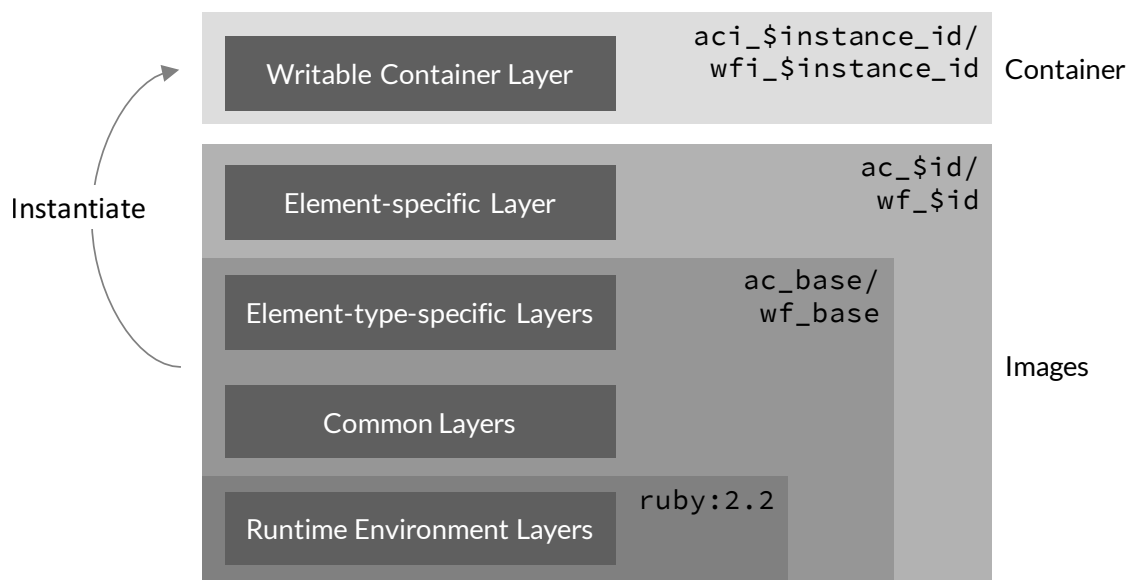 aci_$instance_id/
wfi_$instance_id
Writable Container Layer
Container
ac_$id/
wf_$id
Element-specific Layer
Instantiate
ac_base/
wf_base
Element-type-specific Layers
Images
Common Layers
ruby:2.2
Runtime Environment Layers